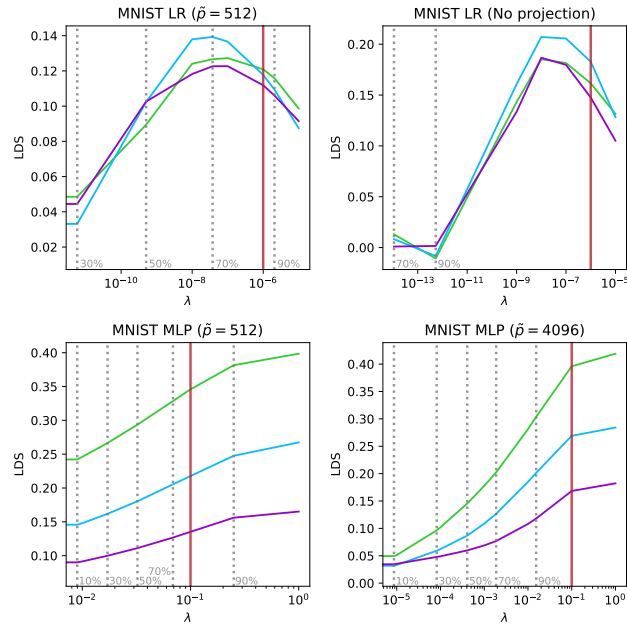 MNIST LR (p̃ = 512)
LDS
0.14
0.12
0.10
0.08
0.06
0.04
0.02
30% 50% 70% 90%
10⁻¹⁰ 10⁻⁸ 10⁻⁶
λ
MNIST LR (No projection)
LDS
0.20
0.15
0.10
0.05
0.00
70% 90%
10⁻¹³ 10⁻¹¹ 10⁻⁹ 10⁻⁷ 10⁻⁵
λ
MNIST MLP (p̃ = 512)
LDS
0.40
0.35
0.30
0.25
0.20
0.15
0.10
70%
10% 30% 50% 90%
10⁻² 10⁻¹ 10⁰
λ
MNIST MLP (p̃ = 4096)
LDS
0.40
0.35
0.30
0.25
0.20
0.15
0.10
0.05
0.00
10% 30% 50% 70% 90%
10⁻⁵ 10⁻⁴ 10⁻³ 10⁻² 10⁻¹ 10⁰
λ